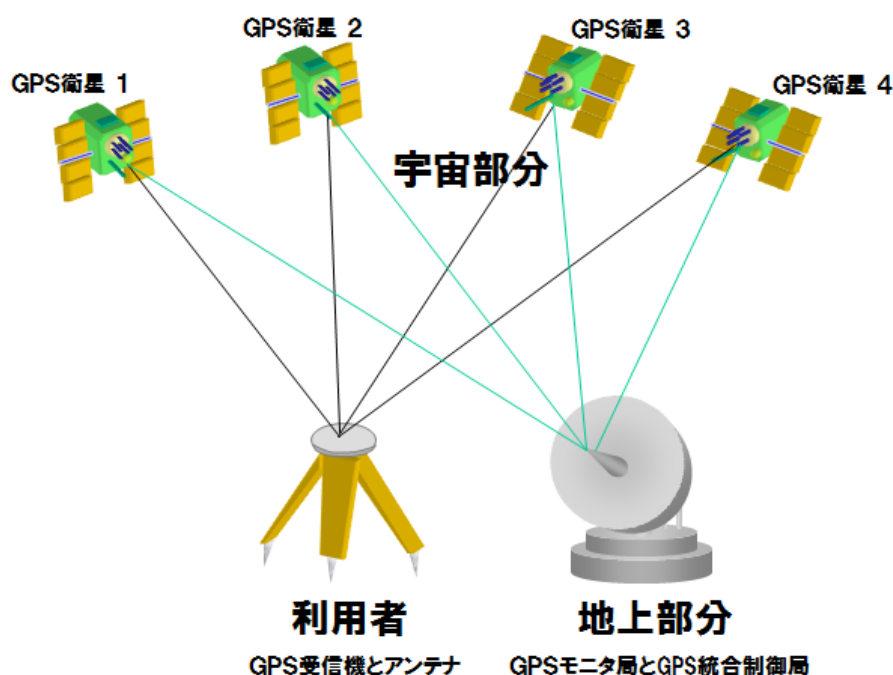 GPS衛星 1
GPS衛星 2
GPS衛星 3
GPS衛星 4
宇宙部分
利用者
GPS受信機とアンテナ
地上部分
GPSモニタ局とGPS統合制御局